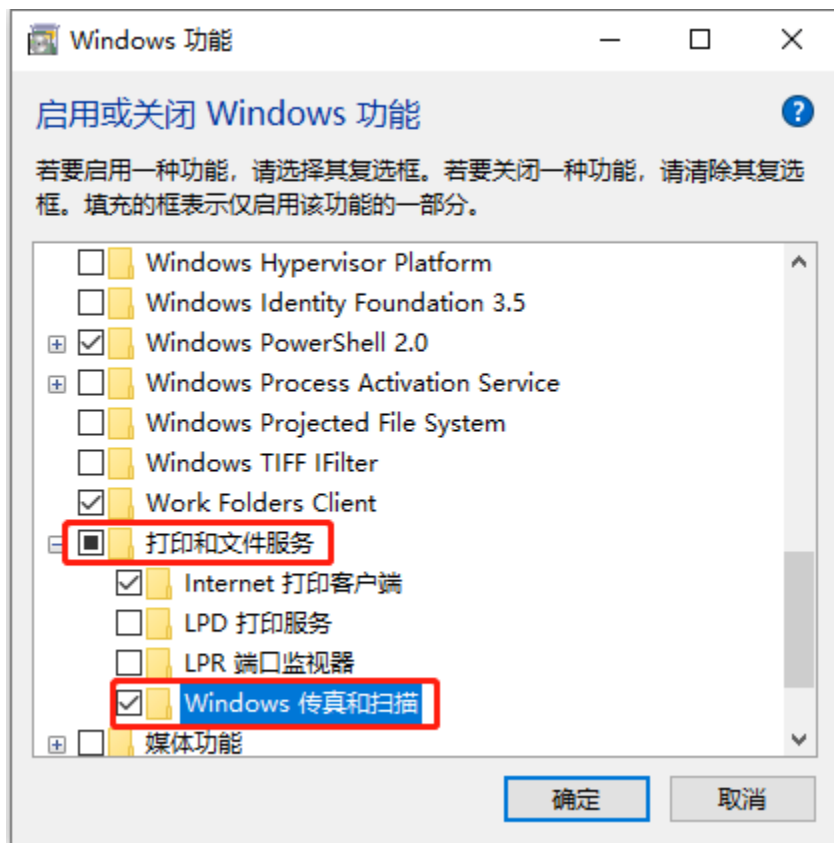 Windows 功能
启用或关闭 Windows 功能
若要启用一种功能，请选择其复选框。若要关闭一种功能，请清除其复选
框。填充的框表示仅启用该功能的一部分。
Windows Hypervisor Platform
Windows Identity Foundation 3.5
Windows PowerShell 2.0
Windows Process Activation Service
Windows Projected File System
Windows TIFF IFilter
Work Folders Client
打印和文件服务
Internet 打印客户端
LPD 打印服务
LPR 端口监视器
Windows 传真和扫描
媒体功能
确定 取消